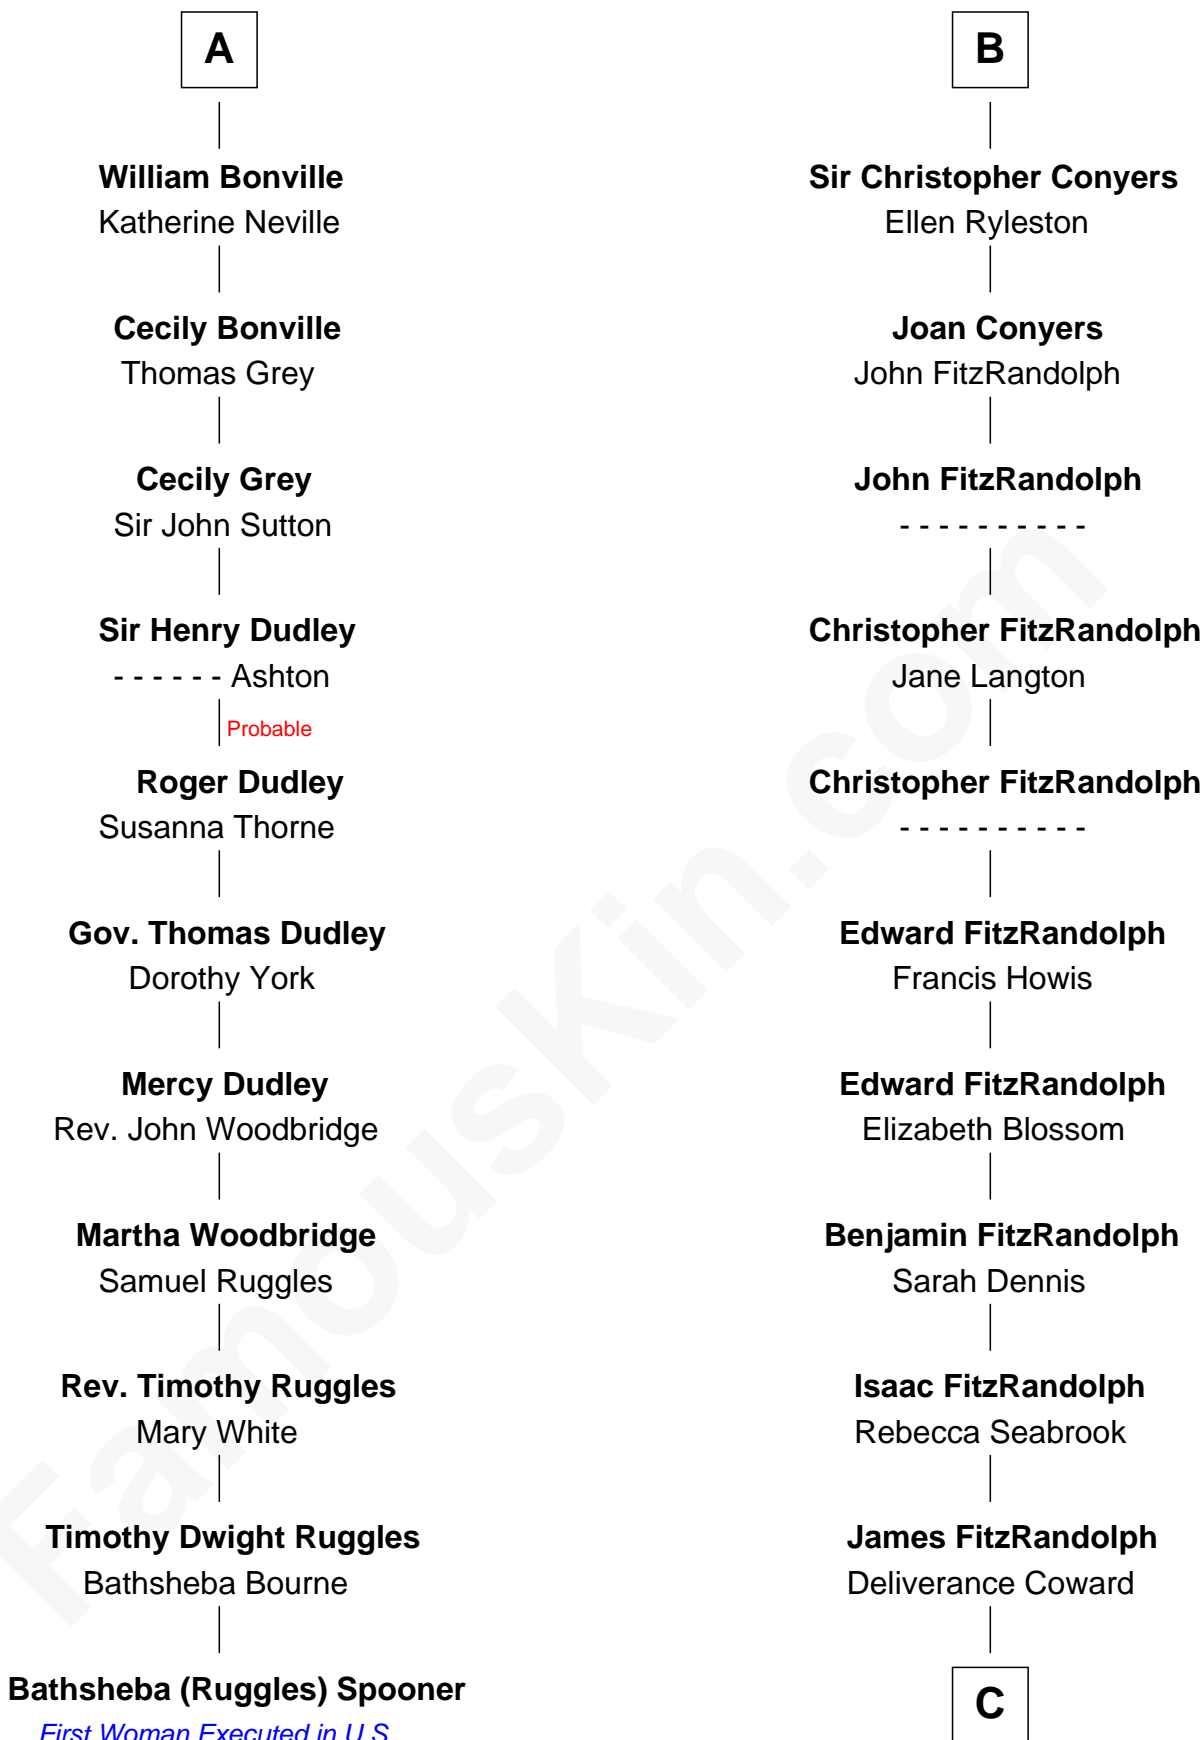 A
William Bonville
Katherine Neville
Cecily Bonville
Thomas Grey
Cecily Grey
Sir John Sutton
Sir Henry Dudley
- - - - - - Ashton
Probable
Roger Dudley
Susanna Thorne
Gov. Thomas Dudley
Dorothy York
Mercy Dudley
Rev. John Woodbridge
Martha Woodbridge
Samuel Ruggles
Rev. Timothy Ruggles
Mary White
Timothy Dwight Ruggles
Bathsheba Bourne
Bathsheba (Ruggles) Spooner
First Woman Executed in U.S.
B
Sir Christopher Conyers
Ellen Ryleston
Joan Conyers
John FitzRandolph
John FitzRandolph
- - - - - - - - - -
Christopher FitzRandolph
Jane Langton
Christopher FitzRandolph
- - - - - - - - - -
Edward FitzRandolph
Francis Howis
Edward FitzRandolph
Elizabeth Blossom
Benjamin FitzRandolph
Sarah Dennis
Isaac FitzRandolph
Rebecca Seabrook
James FitzRandolph
Deliverance Coward
C
FamousKin.com